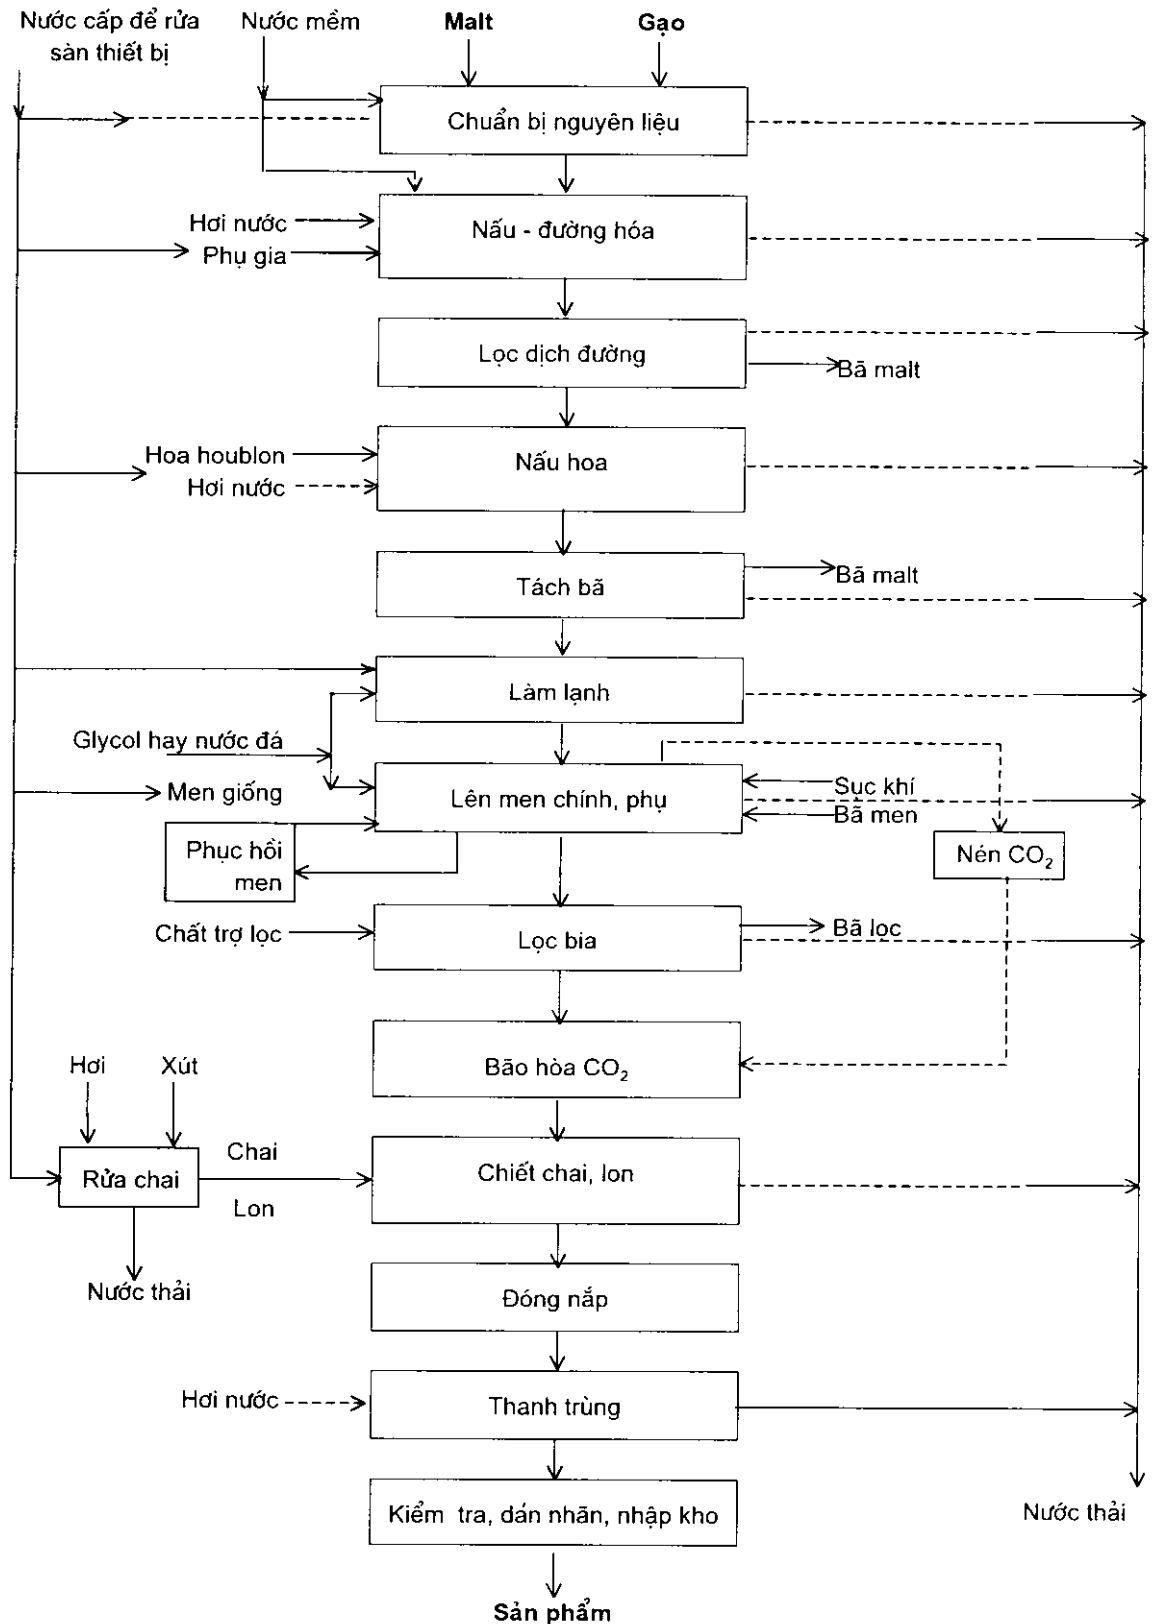 Nước cấp để rửa
sàn thiết bị
Nước mềm
Malt
Gạo
Chuẩn bị nguyên liệu
Hơi nước
Phụ gia
Nấu - đường hóa
Lọc dịch đường
Bã malt
Hoa houblon
Hơi nước
Nấu hoa
Tách bã
Bã malt
Làm lạnh
Glycol hay nước đá
Men giống
Lên men chính, phụ
Sục khí
Bã men
Phục hồi
men
Nén CO₂
Chất trợ lọc
Lọc bia
Bã lọc
Bão hòa CO₂
Hơi
Xút
Rửa chai
Chai
Lon
Chiết chai, lon
Nước thải
Đóng nắp
Hơi nước
Thanh trùng
Kiểm tra, dán nhãn, nhập kho
Nước thải
Sản phẩm